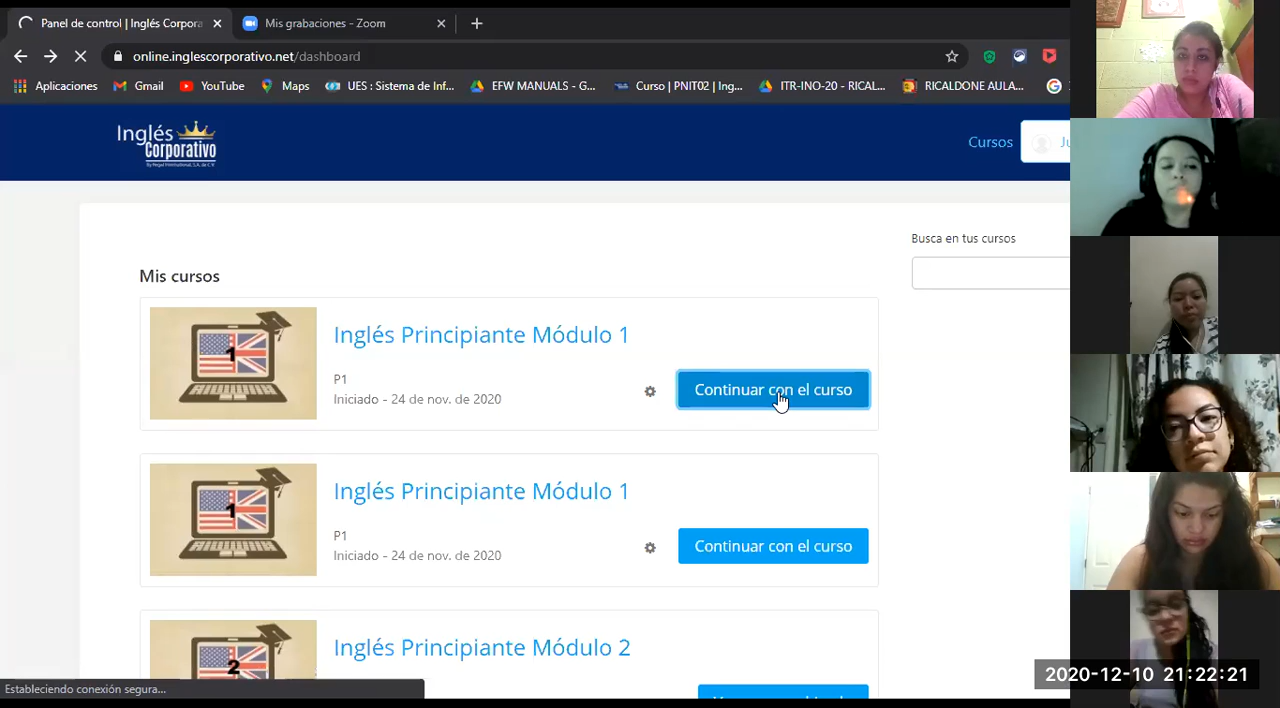 Panel de control | Inglés Corpora
Mis grabaciones - Zoom
online.inglescorporativo.net/dashboard
Aplicaciones
Gmail
YouTube
Maps
UES : Sistema de Inf...
EFW MANUALS - G...
Curso | PNIT02 | Ing...
ITR-INO-20 - RICAL...
RICALDONE AULA...
Inglés
Corporativo
Cursos
Ju
Busca en tus cursos
Mis cursos
1
Inglés Principiante Módulo 1
P1
Iniciado - 24 de nov. de 2020
Continuar con el curso
1
Inglés Principiante Módulo 1
P1
Iniciado - 24 de nov. de 2020
Continuar con el curso
2
Inglés Principiante Módulo 2
Estableciendo conexión segura...
2020-12-10 21:22:21